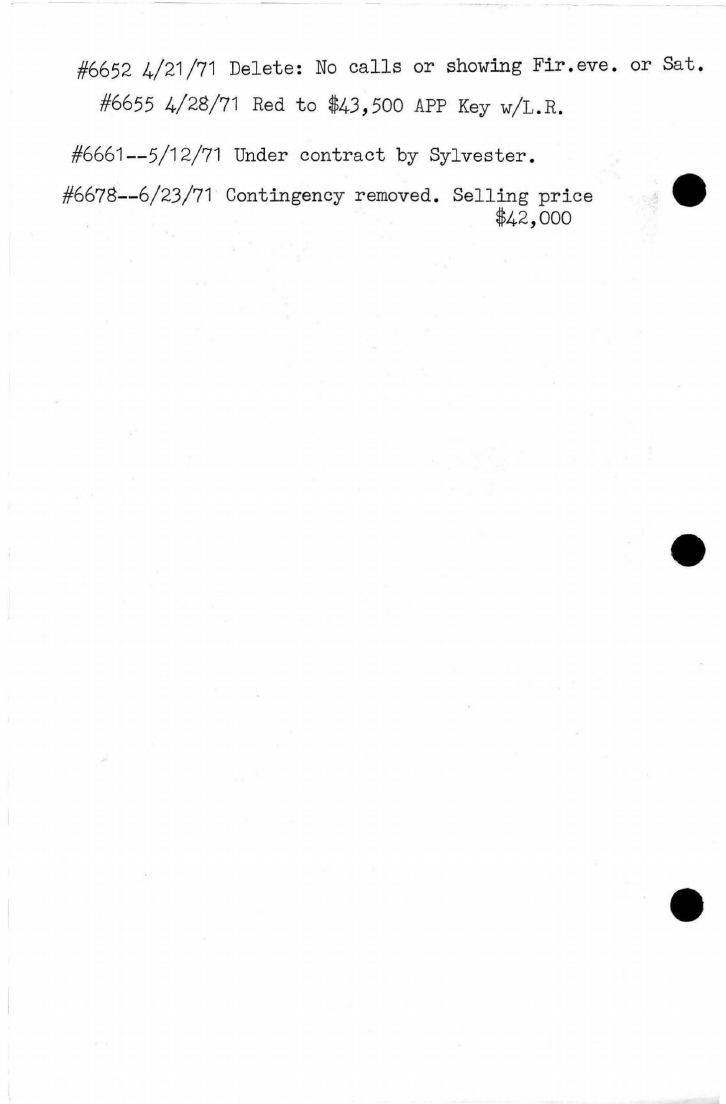 #6652 4/21/71 Delete: No calls or showing Fir.eve. or Sat.
#6655 4/28/71 Red to $43,500 APP Key w/L.R.
#6661--5/12/71 Under contract by Sylvester.
#6678--6/23/71 Contingency removed. Selling price
$42,000